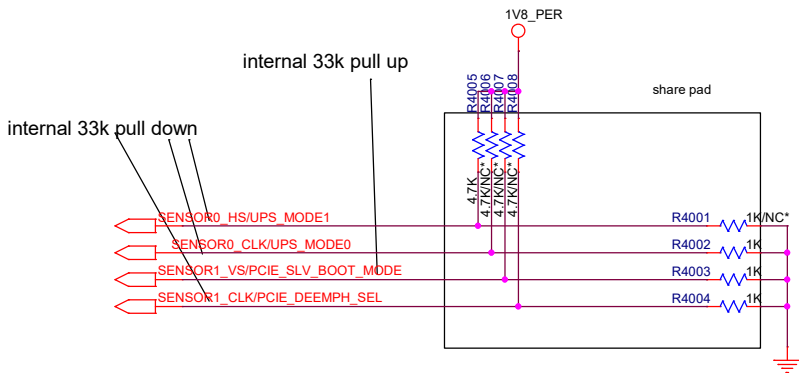 1V8_PER
internal 33k pull up
share pad
R4005
R4006
R4007
R4008
internal 33k pull down
4.7K
4.7K/NC*
4.7K/NC*
4.7K/NC*
SENSOR0_HS/UPS_MODE1
R4001
1K/NC*
SENSOR0_CLK/UPS_MODE0
R4002
1K
SENSOR1_VS/PCIE_SLV_BOOT_MODE
R4003
1K
SENSOR1_CLK/PCIE_DEEMPH_SEL
R4004
1K